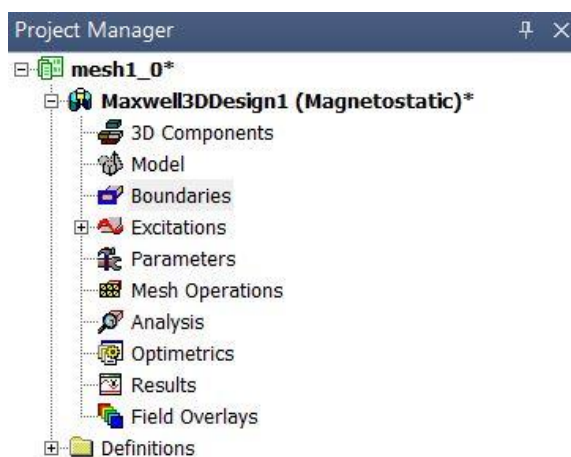 Project Manager
mesh1_0*
Maxwell3DDesign1 (Magnetostatic)*
3D Components
Model
Boundaries
Excitations
Parameters
Mesh Operations
Analysis
Optimetrics
Results
Field Overlays
Definitions